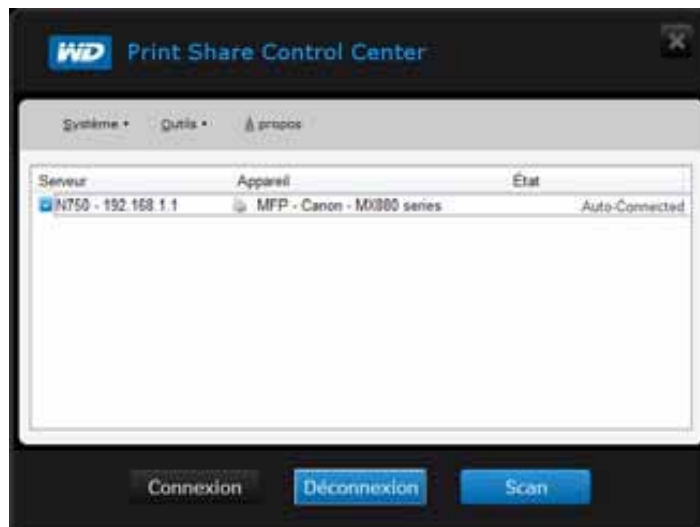 WD Print Share Control Center
Système Outils À propos
Serveur Appareil État
N750 - 192.168.1.1 MFP - Canon - MX880 series Auto-Connected
Connexion Déconnexion Scan